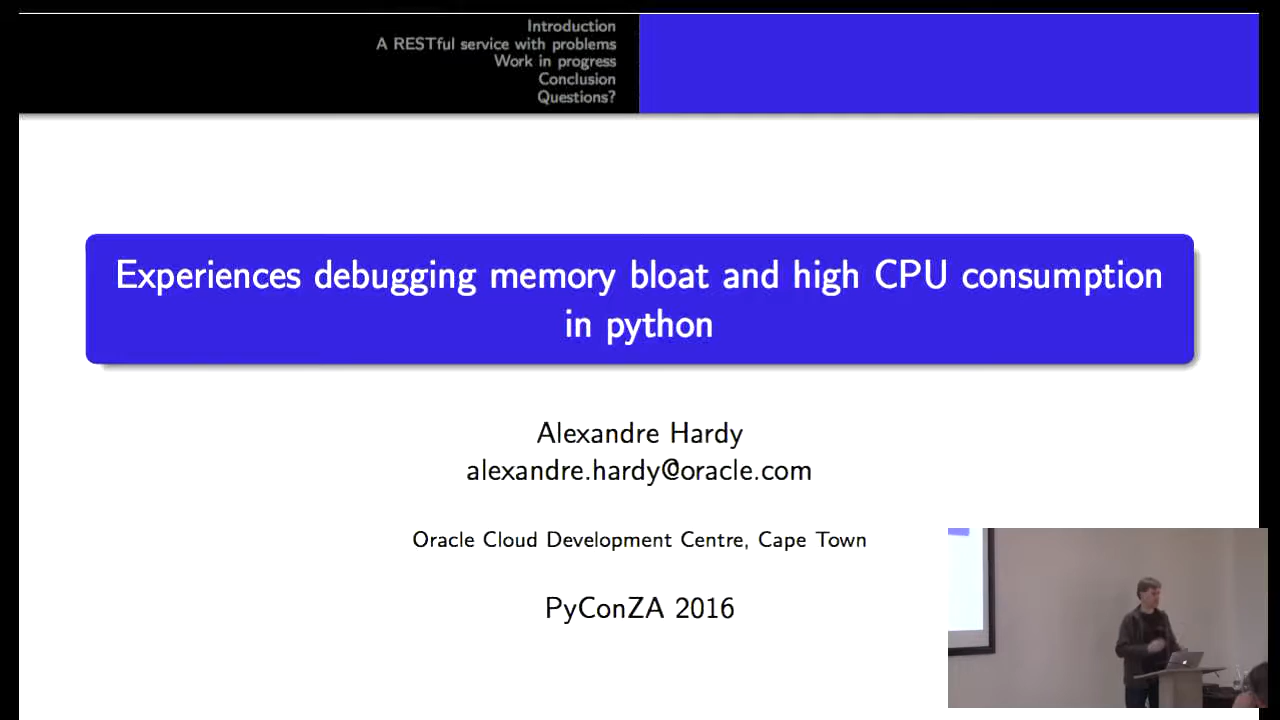 Introduction
A RESTful service with problems
Work in progress
Conclusion
Questions?
Experiences debugging memory bloat and high CPU consumption
in python
Alexandre Hardy
alexandre.hardy@oracle.com
Oracle Cloud Development Centre, Cape Town
PyConZA 2016